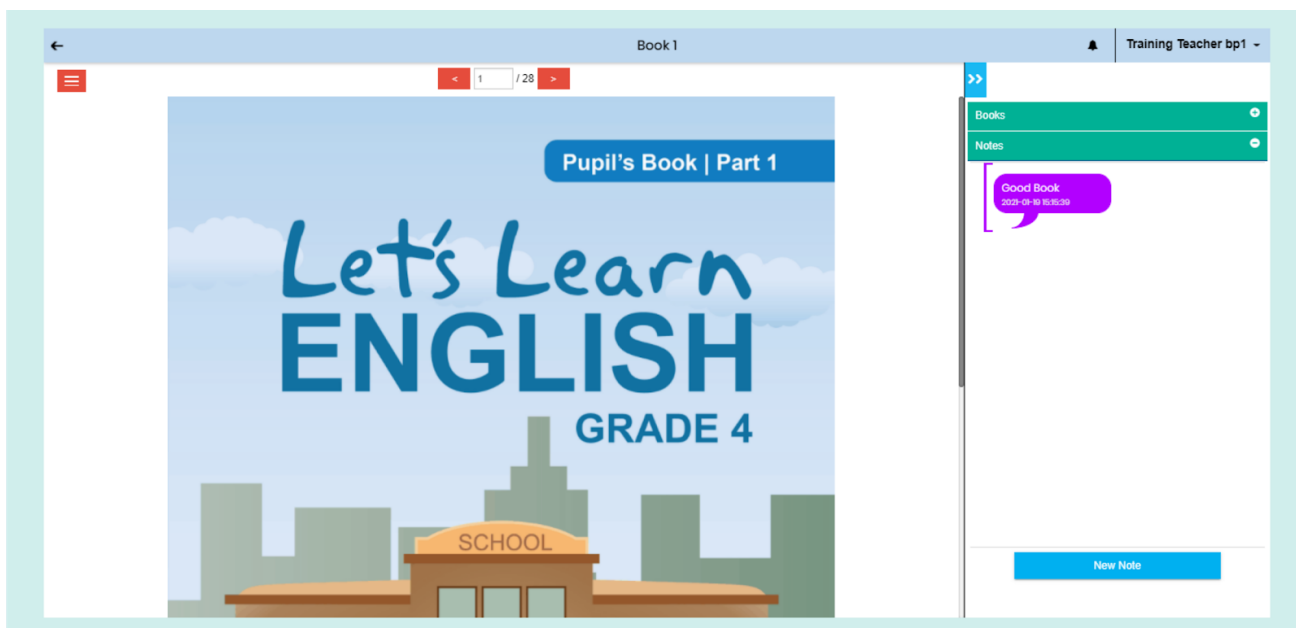 Book 1
Training Teacher bp1
< 1 / 28 >
Pupil's Book | Part 1
Let's Learn
ENGLISH
GRADE 4
SCHOOL
>>
Books
Notes
Good Book
2021-01-19 15:15:39
New Note